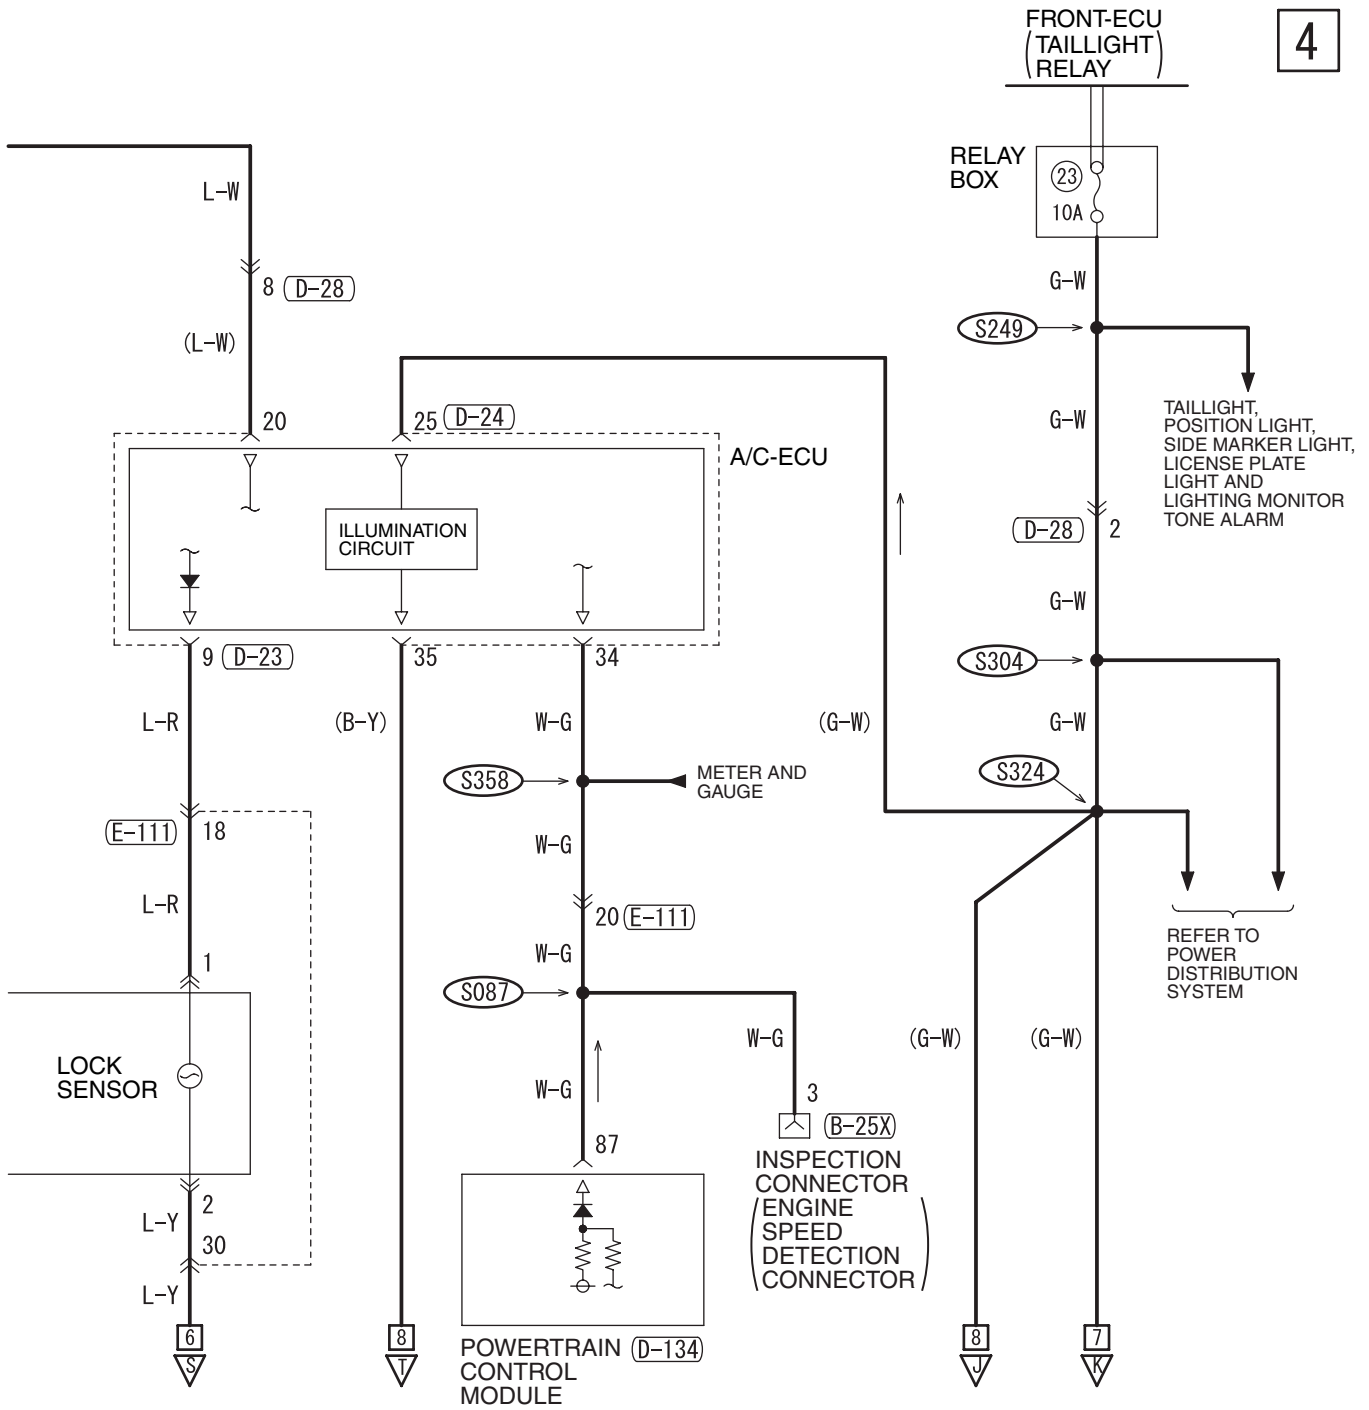 FRONT-ECU
(TAILLIGHT
RELAY)
4
RELAY
BOX
23
10A
L-W
G-W
8 (D-28)
S249
(L-W)
20
25 (D-24)
G-W
TAILLIGHT,
POSITION LIGHT,
SIDE MARKER LIGHT,
LICENSE PLATE
LIGHT AND
LIGHTING MONITOR
TONE ALARM
A/C-ECU
ILLUMINATION
CIRCUIT
(D-28) 2
G-W
9 (D-23)
35
34
S304
L-R
(B-Y)
W-G
(G-W)
G-W
S358
METER AND
GAUGE
S324
(E-111) 18
W-G
L-R
20 (E-111)
W-G
REFER TO
POWER
DISTRIBUTION
SYSTEM
1
S087
W-G
(G-W)
(G-W)
LOCK
SENSOR
W-G
3
(B-25X)
87
INSPECTION
CONNECTOR
(ENGINE
SPEED
DETECTION
CONNECTOR)
2
L-Y
30
L-Y
6
S
8
T
POWERTRAIN (D-134)
CONTROL
MODULE
8
J
7
K